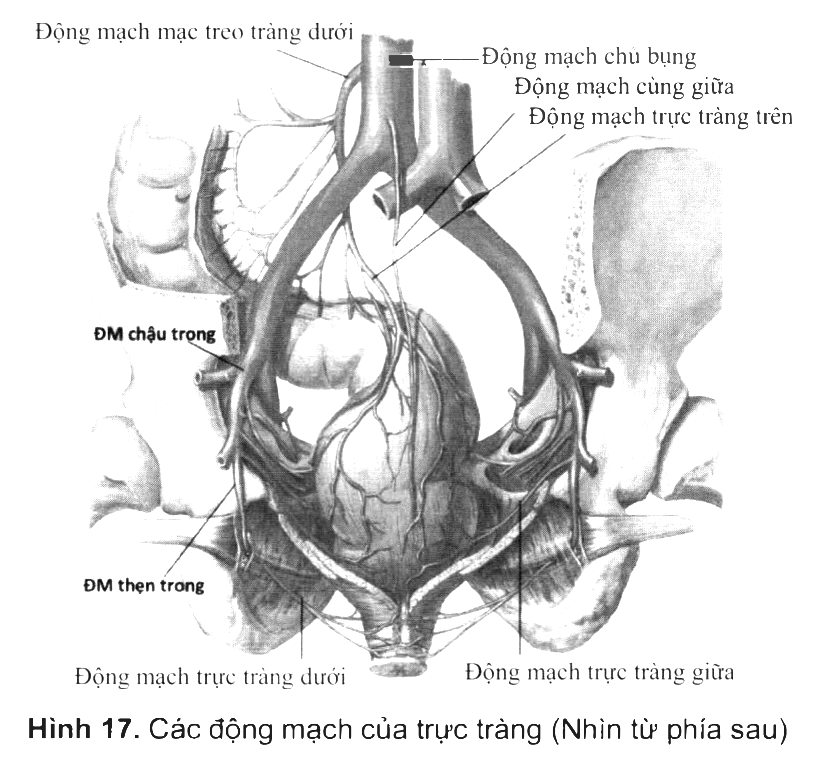 Động mạch mạc treo tràng dưới
Động mạch chủ bụng
Động mạch cùng giữa
Động mạch trực tràng trên
ĐM chậu trong
ĐM thẹn trong
Động mạch trực tràng dưới
Động mạch trực tràng giữa
Hình 17. Các động mạch của trực tràng (Nhìn từ phía sau)